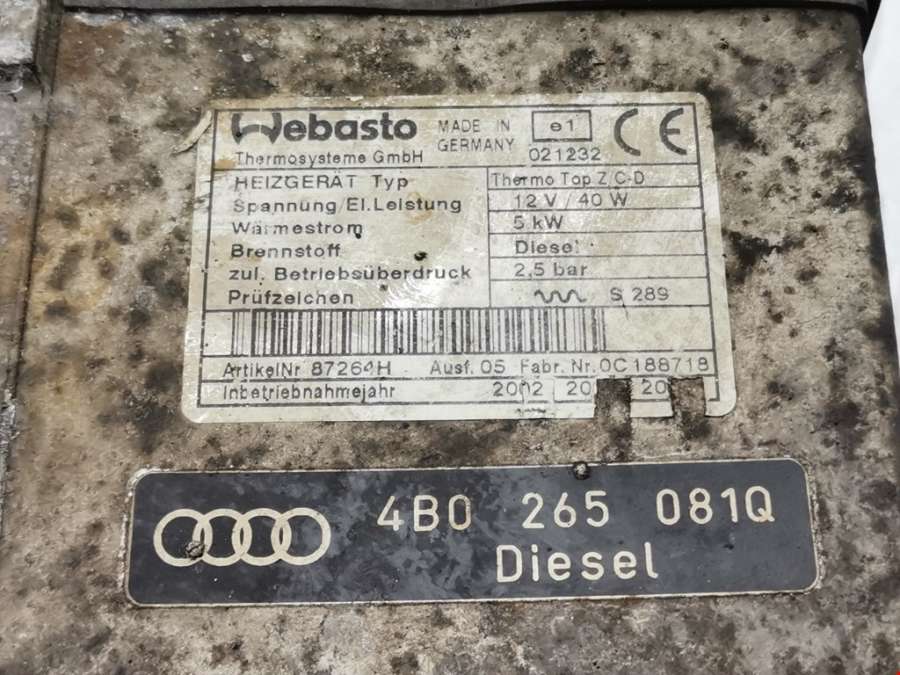 Webasto
MADE IN GERMANY
e1
CE
Thermosysteme GmbH
021232
HEIZGERÄT Typ Thermo Top Z/C-D
Spannung/El.Leistung 12 V / 40 W
Wärmestrom 5 kW
Brennstoff Diesel
zul. Betriebsüberdruck 2,5 bar
Prüfzeichen S 289
ArtikelNr 87264H Ausf. 05 Fabr. Nr. 0C188718
Inbetriebnahmejahr 2002
4B0 265 081Q
Diesel